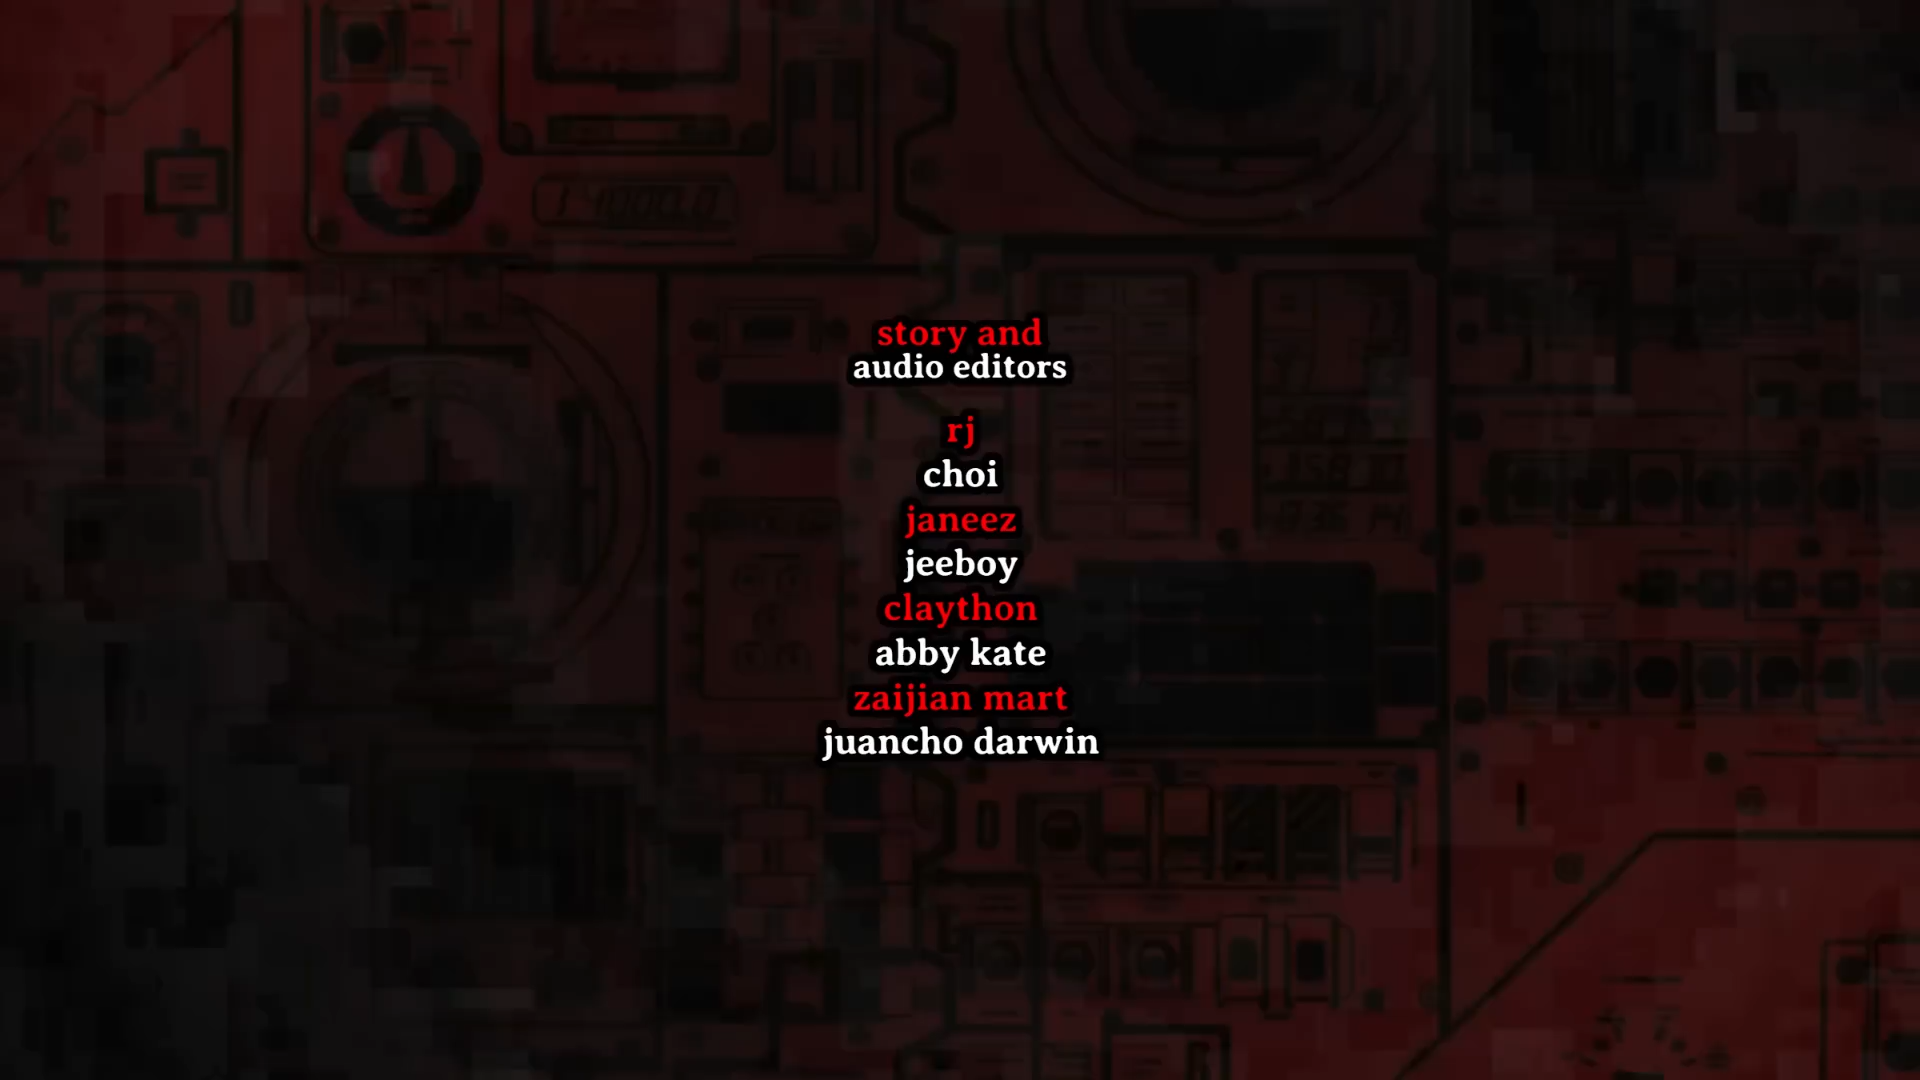 story and
audio editors
rj
choi
janeez
jeeboy
claython
abby kate
zaijian mart
juancho darwin